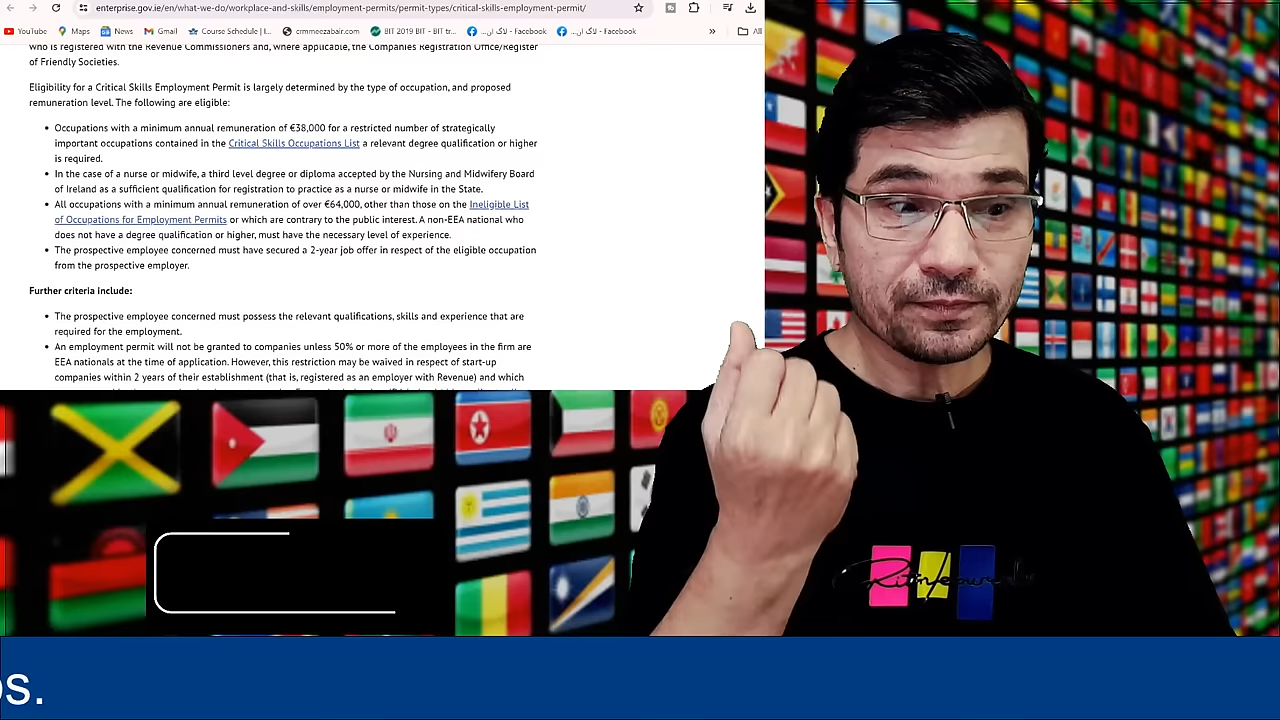 enterprise.gov.ie/en/what-we-do/workplace-and-skills/employment-permits/permit-types/critical-skills-employment-permit/
YouTube Maps News Gmail Course Schedule | I... crmmeezabair.com BIT 2019 BIT - BIT tr... لاگ ان... - Facebook لاگ ان... - Facebook » All
who is registered with the Revenue Commissioners and, where applicable, the Companies Registration Office/Register
of Friendly Societies.
Eligibility for a Critical Skills Employment Permit is largely determined by the type of occupation, and proposed
remuneration level. The following are eligible:
• Occupations with a minimum annual remuneration of €38,000 for a restricted number of strategically
important occupations contained in the Critical Skills Occupations List a relevant degree qualification or higher
is required.
• In the case of a nurse or midwife, a third level degree or diploma accepted by the Nursing and Midwifery Board
of Ireland as a sufficient qualification for registration to practice as a nurse or midwife in the State.
• All occupations with a minimum annual remuneration of over €64,000, other than those on the Ineligible List
of Occupations for Employment Permits or which are contrary to the public interest. A non-EEA national who
does not have a degree qualification or higher, must have the necessary level of experience.
• The prospective employee concerned must have secured a 2-year job offer in respect of the eligible occupation
from the prospective employer.
Further criteria include:
• The prospective employee concerned must possess the relevant qualifications, skills and experience that are
required for the employment.
• An employment permit will not be granted to companies unless 50% or more of the employees in the firm are
EEA nationals at the time of application. However, this restriction may be waived in respect of start-up
companies within 2 years of their establishment (that is, registered as an employer with Revenue) and which
os.